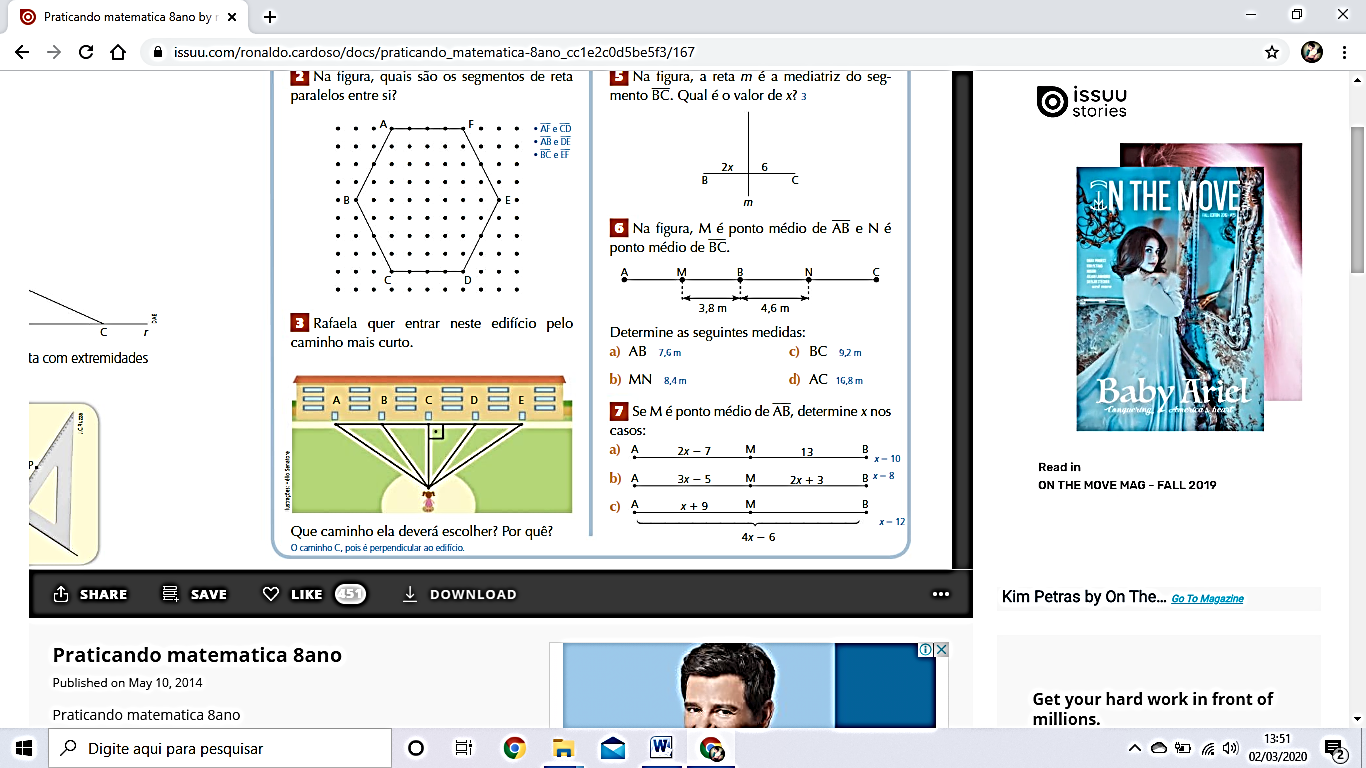 Praticando matematica 8ano by r
issuu.com/ronaldo.cardoso/docs/praticando_matematica-8ano_cc1e2c0d5be5f3/167
C r
ta com extremidades
P
2 Na figura, quais são os segmentos de reta
paralelos entre si?
A F
B E
C D
• AF e CD
• AB e DE
• BC e EF
3 Rafaela quer entrar neste edifício pelo
caminho mais curto.
A B C D E
Que caminho ela deverá escolher? Por quê?
O caminho C, pois é perpendicular ao edifício.
5 Na figura, a reta m é a mediatriz do seg-
mento BC. Qual é o valor de x? 3
2x 6
B C
m
6 Na figura, M é ponto médio de AB e N é
ponto médio de BC.
A M B N C
3,8 m 4,6 m
Determine as seguintes medidas:
a) AB 7,6 m c) BC 9,2 m
b) MN 8,4 m d) AC 16,8 m
7 Se M é ponto médio de AB, determine x nos
casos:
a) A 2x – 7 M 13 B x = 10
b) A 3x – 5 M 2x + 3 B x = 8
c) A x + 9 M B x = 12
4x – 6
SHARE SAVE LIKE 451 DOWNLOAD
Praticando matematica 8ano
Published on May 10, 2014
Praticando matematica 8ano
issuu
stories
IN THE MOVE
Baby Ariel
Conquering America's heart
Read in
ON THE MOVE MAG - FALL 2019
Kim Petras by On The... Go To Magazine
Get your hard work in front of
millions.
Digite aqui para pesquisar
13:51
02/03/2020
2